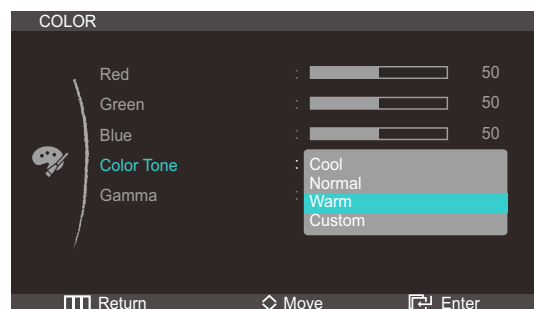 COLOR
Red : 50
Green : 50
Blue : 50
Color Tone : Cool
Normal
Warm
Gamma :
Custom
Return Move Enter